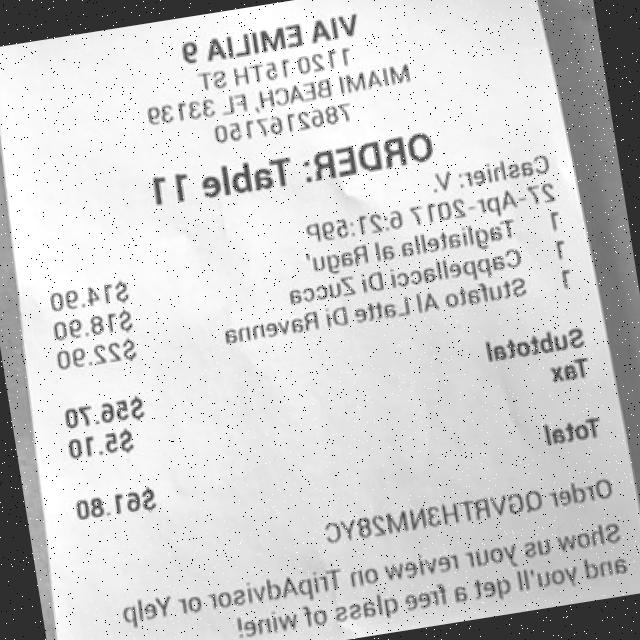 VIA EMILIA 9
1120 15TH ST
MIAMI BEACH, FL 33139
7862167150
ORDER: Table 11
Cashier: V.
27-Apr-2017 6:21:59P
1 Tagliatella al Ragu' $14.90
1 Cappellacci Di Zucca $18.90
1 Stufato Al Latte Di Ravenna $22.90
Subtotal $56.70
Tax $5.10
Total $61.80
Order QGVRTH3NM28YC
Show us your review on TripAdvisor or Yelp
and you'll get a free glass of wine!